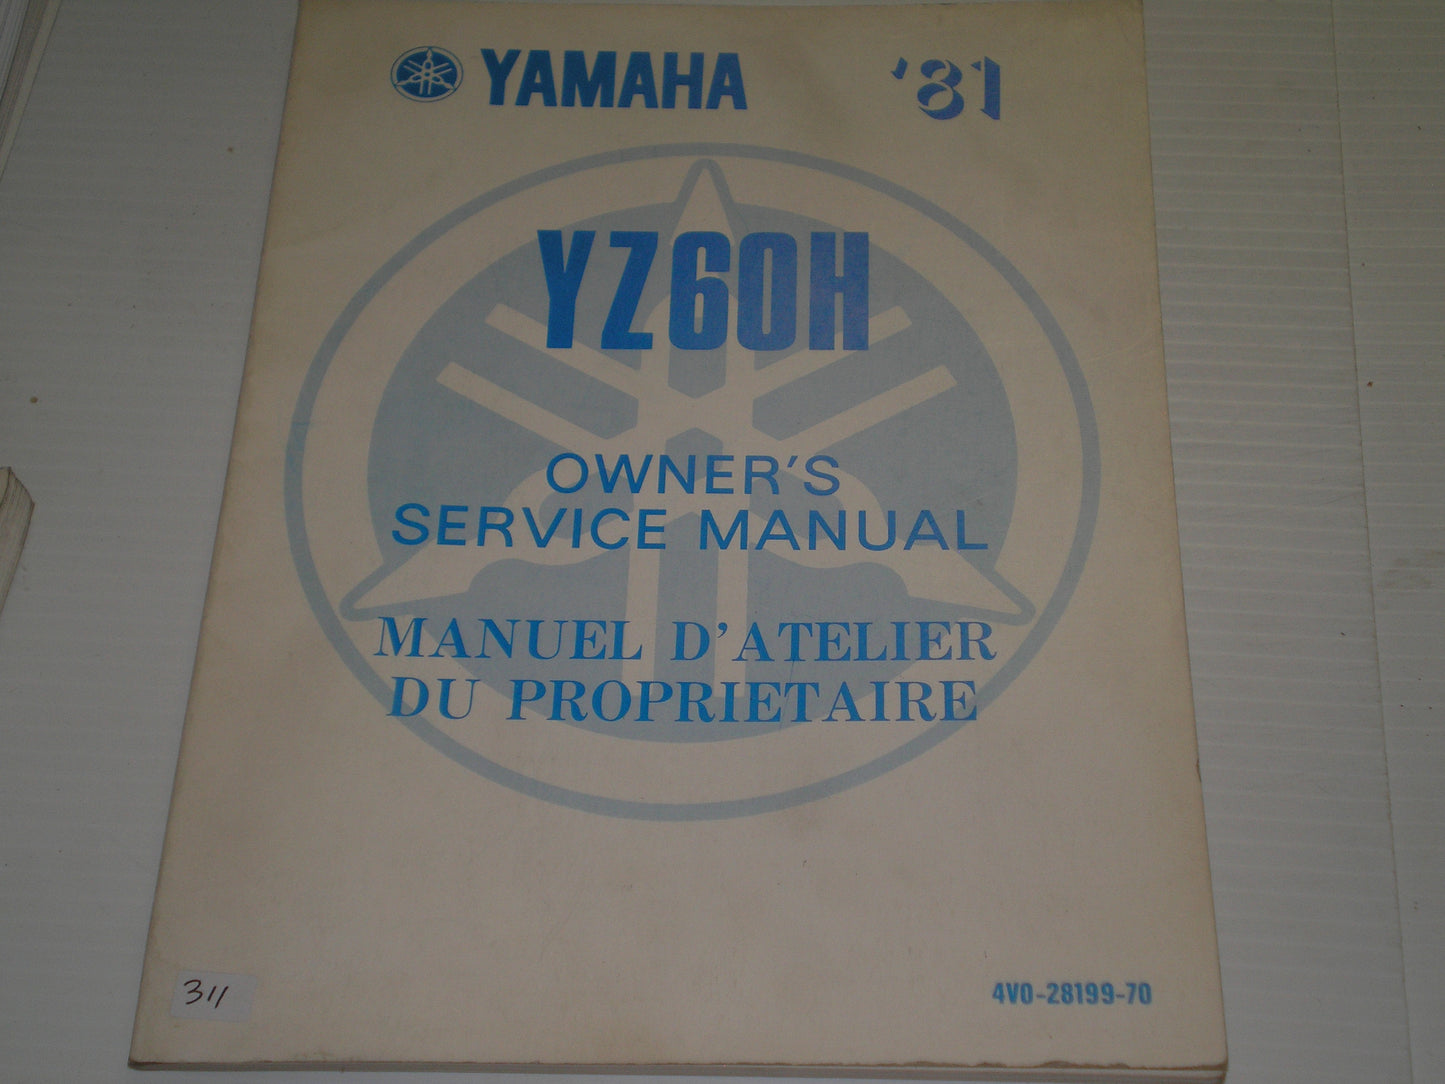 YAMAHA '81
YZ60H
OWNER'S
SERVICE MANUAL
MANUEL D'ATELIER
DU PROPRIETAIRE
311
4V0-28199-70